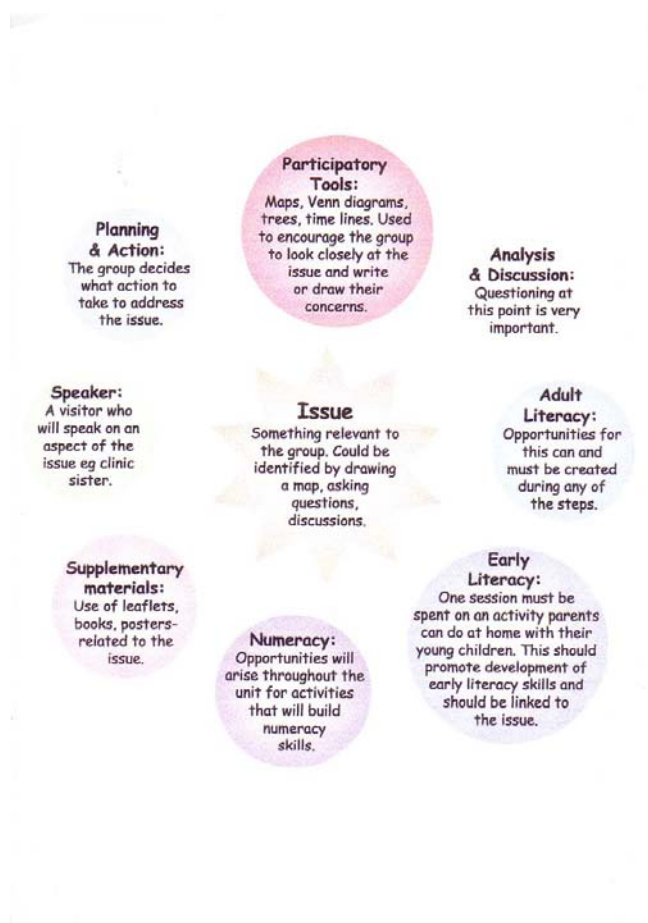 Participatory
Tools:
Maps, Venn diagrams,
trees, time lines. Used
to encourage the group
to look closely at the
issue and write
or draw their
concerns.
Analysis
& Discussion:
Questioning at
this point is very
important.
Adult
Literacy:
Opportunities for
this can and
must be created
during any of
the steps.
Early
Literacy:
One session must be
spent on an activity parents
can do at home with their
young children. This should
promote development of
early literacy skills and
should be linked to
the issue.
Numeracy:
Opportunities will
arise throughout the
unit for activities
that will build
numeracy
skills.
Supplementary
materials:
Use of leaflets,
books, posters-
related to the
issue.
Speaker:
A visitor who
will speak on an
aspect of the
issue eg clinic
sister.
Planning
& Action:
The group decides
what action to
take to address
the issue.
Issue
Something relevant to
the group. Could be
identified by drawing
a map, asking
questions,
discussions.